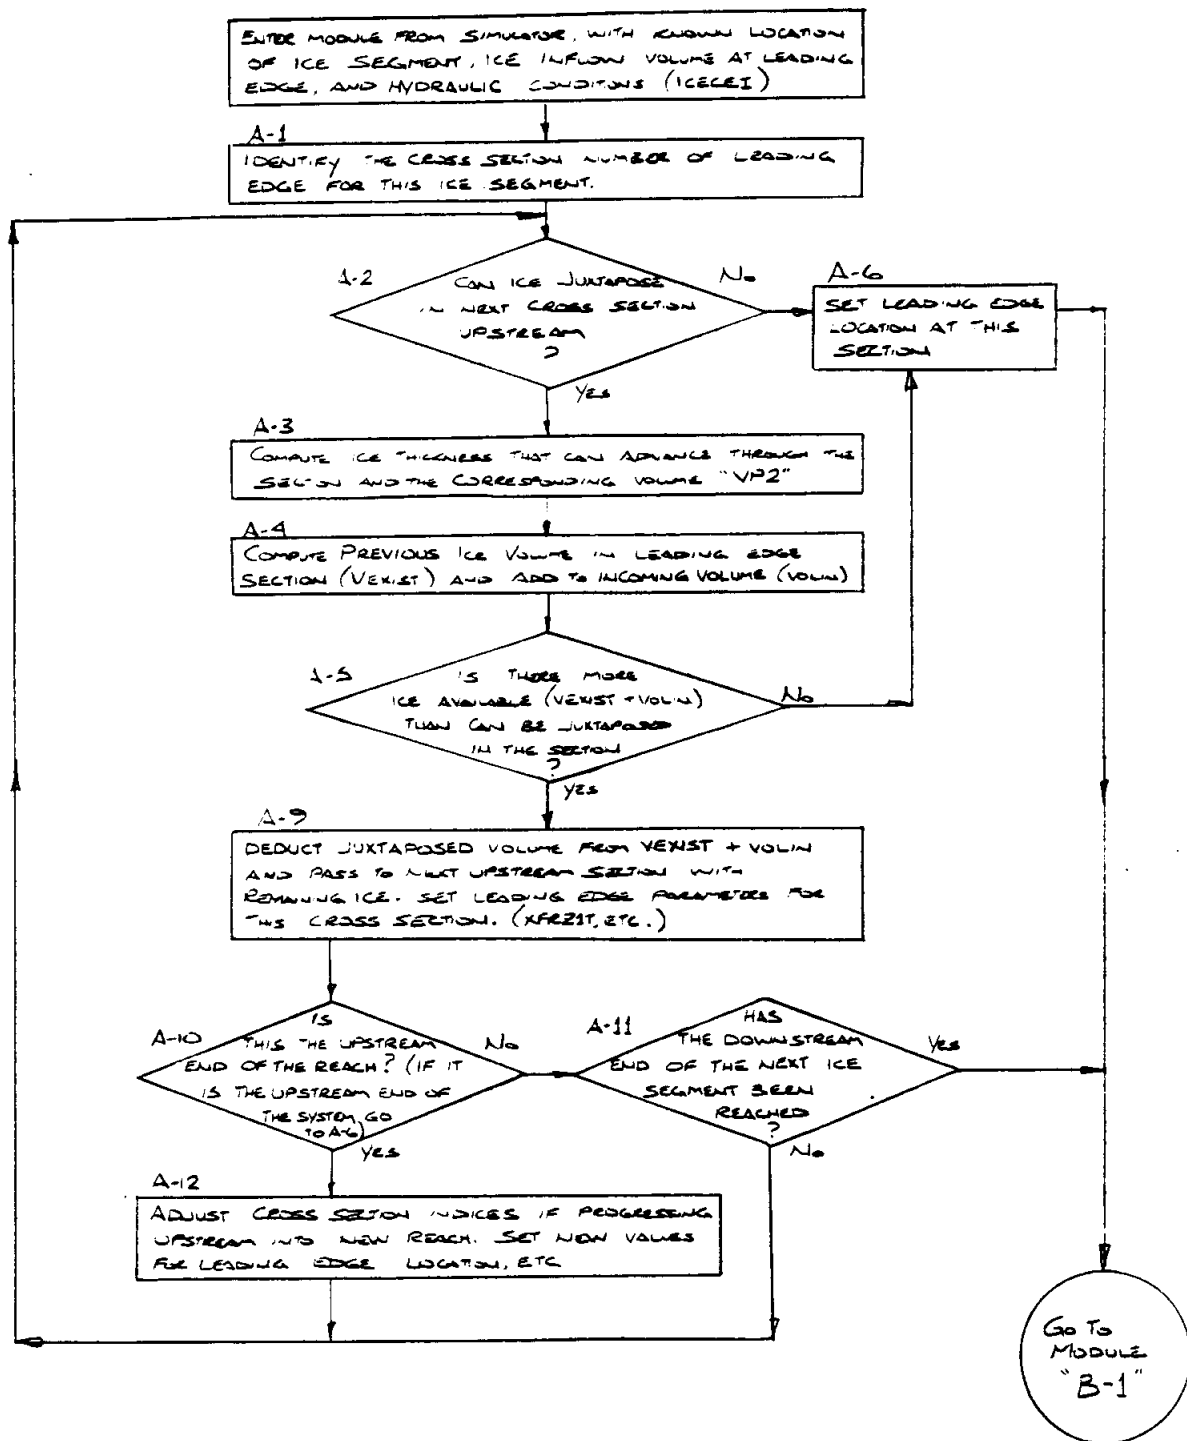 ENTER MODULE FROM SIMULATOR, WITH KNOWN LOCATION
OF ICE SEGMENT, ICE INFLOW VOLUME AT LEADING
EDGE, AND HYDRAULIC CONDITONS (ICECEI)
A-1
IDENTIFY THE CROSS SECTION NUMBER OF LEADING
EDGE FOR THIS ICE SEGMENT.
A-2
CAN ICE JUXTAPOSE
IN NEXT CROSS SECTION
UPSTREAM
?
No
Yes
A-6
SET LEADING EDGE
LOCATION AT THIS
SECTION
A-3
COMPUTE ICE THICKNESS THAT CAN ADVANCE THROUGH THE
SECTON AND THE CORRESPONDING VOLUME "VP2"
A-4
COMPUTE PREVIOUS ICE VOLUME IN LEADING EDGE
SECTION (VEXIST) AND ADD TO INCOMING VOLUME (VOLIN)
A-5
IS THERE MORE
ICE AVAILABLE (VEXIST + VOLIN)
THAN CAN BE JUXTAPOSED
IN THE SECTION
?
No
Yes
A-9
DEDUCT JUXTAPOSED VOLUME FROM VEXIST + VOLIN
AND PASS TO NEXT UPSTREAM SECTION WITH
REMAINING ICE. SET LEADING EDGE PARAMETERS FOR
THIS CROSS SECTION. (XFRZ1T, ETC.)
A-10
IS
THIS THE UPSTREAM
END OF THE REACH? (IF IT
IS THE UPSTREAM END OF
THE SYSTEM, GO
TO A-6)
No
Yes
A-11
HAS
THE DOWNSTREAM
END OF THE NEXT ICE
SEGMENT BEEN
REACHED
?
Yes
No
A-12
ADJUST CROSS SECTION INDICES IF PROGRESSING
UPSTREAM INTO NEW REACH. SET NEW VALUES
FOR LEADING EDGE LOCATION, ETC
GO TO
MODULE
"B-1"